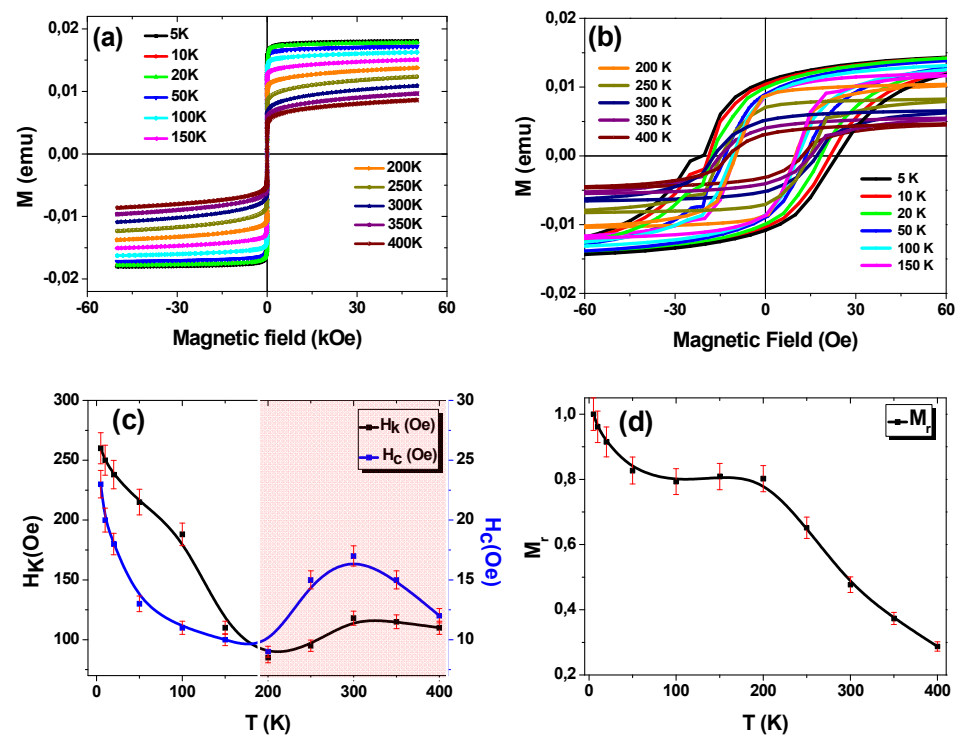 (a)
5K
10K
20K
50K
100K
150K
200K
250K
300K
350K
400K
0,02
0,01
0,00
-0,01
-0,02
M (emu)
-60
-30
0
30
60
Magnetic field (kOe)
(b)
200 K
250 K
300 K
350 K
400 K
5 K
10 K
20 K
50 K
100 K
150 K
0,02
0,01
0,00
-0,01
-0,02
M (emu)
-60
-30
0
30
60
Magnetic Field (Oe)
(c)
HK (Oe)
HC (Oe)
300
250
200
150
100
HK(Oe)
30
25
20
15
10
Hc(Oe)
0
100
200
300
400
T (K)
(d)
Mr
1,0
0,8
0,6
0,4
0,2
Mr
0
100
200
300
400
T (K)